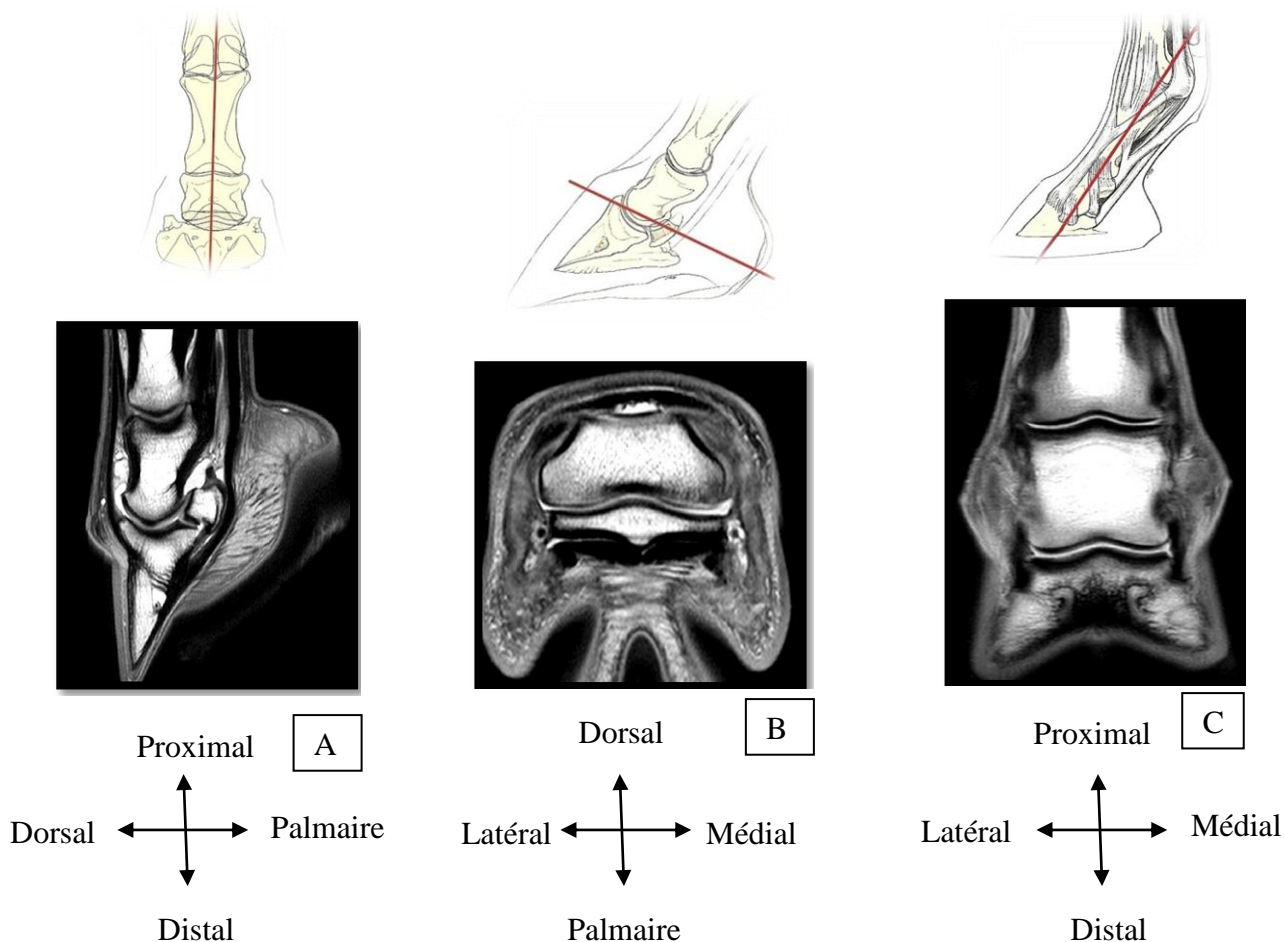 A
Proximal
Dorsal
Palmaire
Distal
B
Dorsal
Latéral
Médial
Palmaire
C
Proximal
Latéral
Médial
Distal